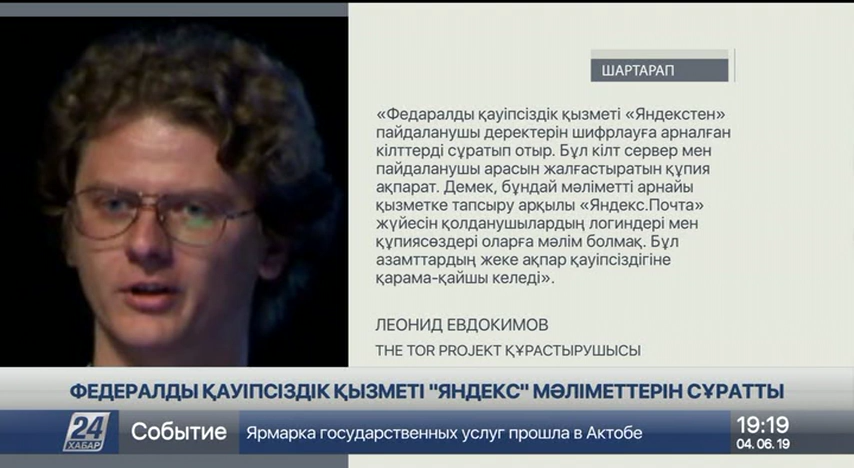 ШАРТАРАП
«Федаралды қауіпсіздік қызметі «Яндекстен»
пайдаланушы деректерін шифрлауға арналған
кілттерді сұратып отыр. Бұл кілт сервер мен
пайдаланушы арасын жалғастыратын құпия
ақпарат. Демек, бұндай мәліметті арнайы
қызметке тапсыру арқылы «Яндекс.Почта»
жүйесін қолданушылардың логиндері мен
құпиясөздері оларға мәлім болмақ. Бұл
азамттардың жеке ақпар қауіпсіздігіне
қарама-қайшы келеді».
ЛЕОНИД ЕВДОКИМОВ
THE TOR PROJEKT ҚҰРАСТЫРУШЫСЫ
ФЕДЕРАЛДЫ ҚАУІПСІЗДІК ҚЫЗМЕТІ "ЯНДЕКС" МӘЛІМЕТТЕРІН СҰРАТТЫ
24
ХАБАР
Событие
Ярмарка государственных услуг прошла в Актобе
19:19
04.06.19